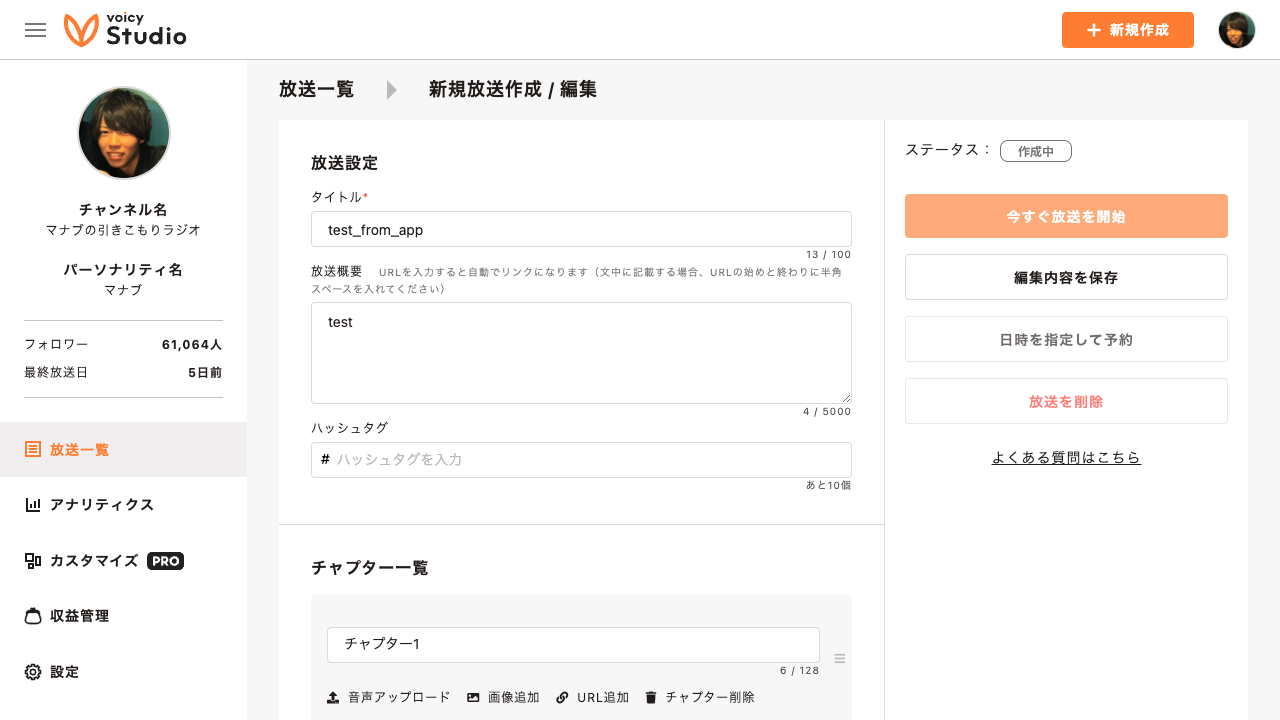 voicy
Studio
新規作成
チャンネル名
マナブの引きこもりラジオ
パーソナリティ名
マナブ
フォロワー 61,064人
最終放送日 5日前
放送一覧
アナリティクス
カスタマイズ PRO
収益管理
設定
放送一覧 新規放送作成 / 編集
放送設定
タイトル*
test_from_app
13 / 100
放送概要 URLを入力すると自動でリンクになります（文中に記載する場合、URLの始めと終わりに半角
スペースを入れてください）
test
4 / 5000
ハッシュタグ
# ハッシュタグを入力
あと10個
チャプター一覧
チャプター1
6 / 128
音声アップロード 画像追加 URL追加 チャプター削除
ステータス： 作成中
今すぐ放送を開始
編集内容を保存
日時を指定して予約
放送を削除
よくある質問はこちら